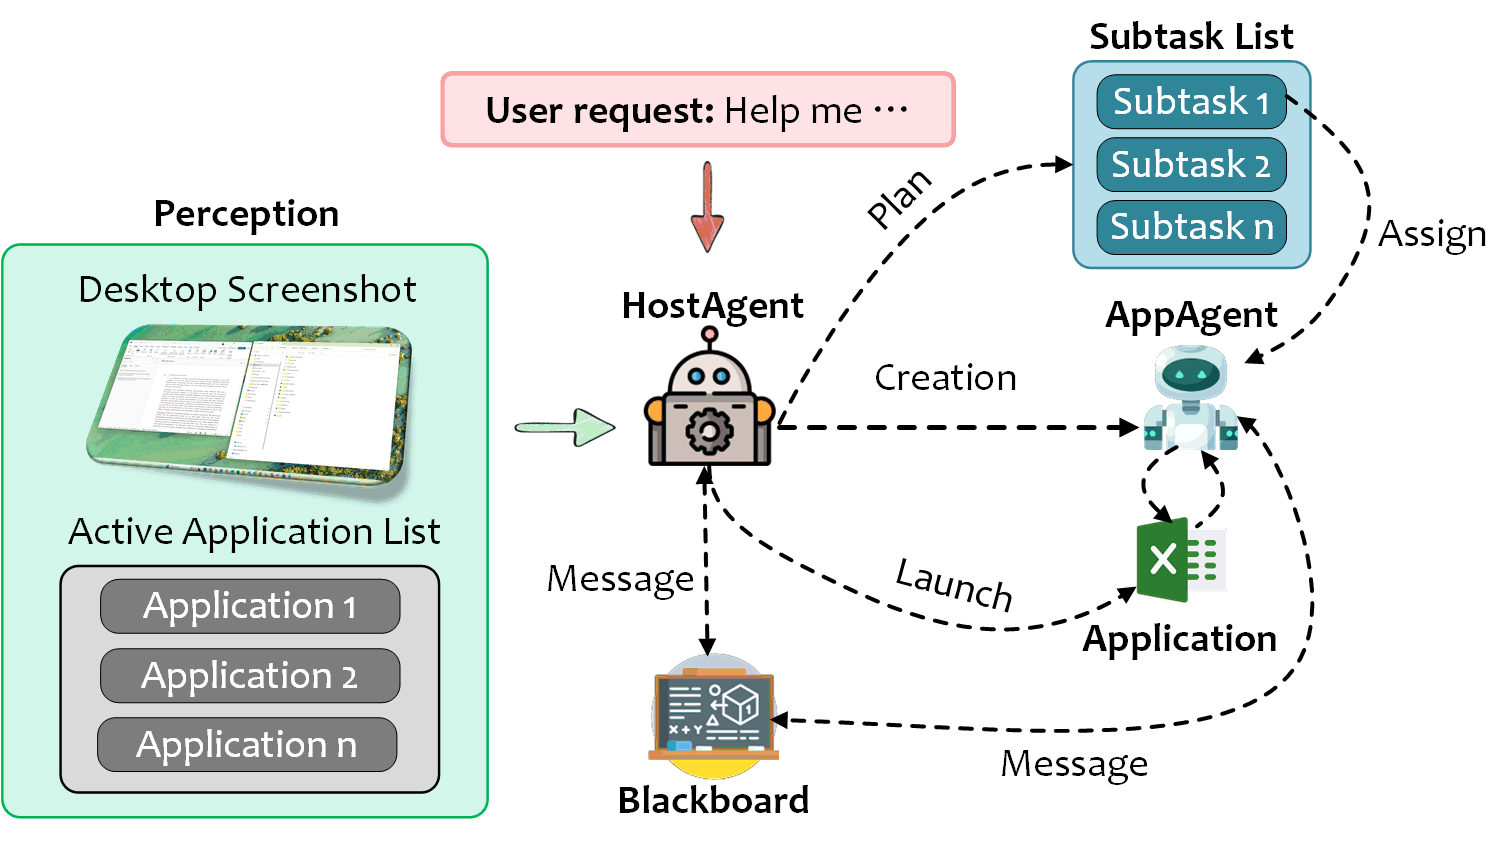 Subtask List
User request: Help me ⋯
Subtask 1
Subtask 2
Subtask n
Plan
Assign
Perception
Desktop Screenshot
HostAgent
AppAgent
Creation
Active Application List
Application 1
Application 2
Application n
Message
Launch
X
Application
1
X+Y
Message
Blackboard